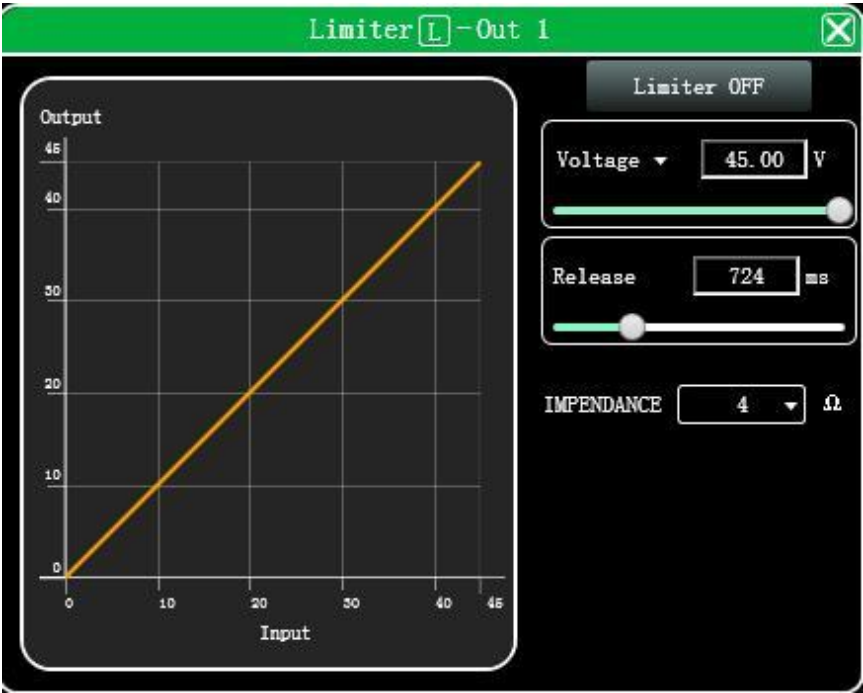 Limiter L -Out 1
Limiter OFF
Output
45
40
30
20
10
0
0 10 20 30 40 45
Input
Voltage 45.00 V
Release 724 ms
IMPENDANCE 4 Ω